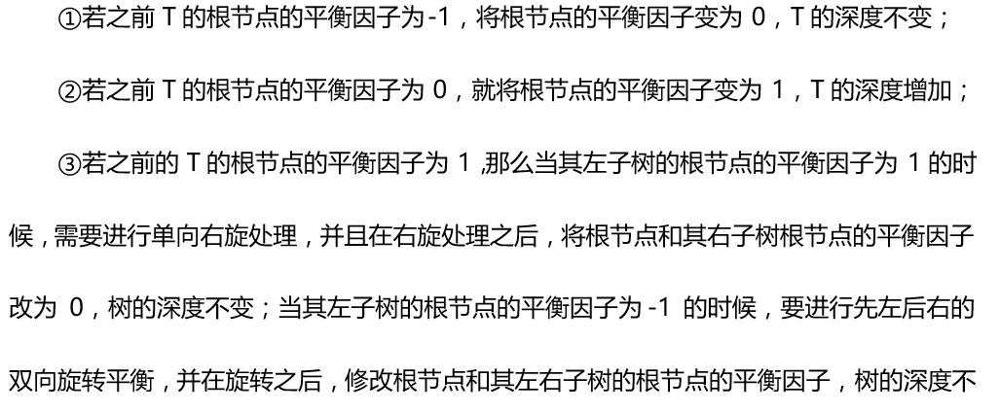 ①若之前 T 的根节点的平衡因子为-1，将根节点的平衡因子变为 0，T 的深度不变；
②若之前 T 的根节点的平衡因子为 0，就将根节点的平衡因子变为 1，T 的深度增加；
③若之前的 T 的根节点的平衡因子为 1,那么当其左子树的根节点的平衡因子为 1 的时
候，需要进行单向右旋处理，并且在右旋处理之后，将根节点和其右子树根节点的平衡因子
改为 0，树的深度不变；当其左子树的根节点的平衡因子为-1 的时候，要进行先左后右的
双向旋转平衡，并在旋转之后，修改根节点和其左右子树的根节点的平衡因子，树的深度不